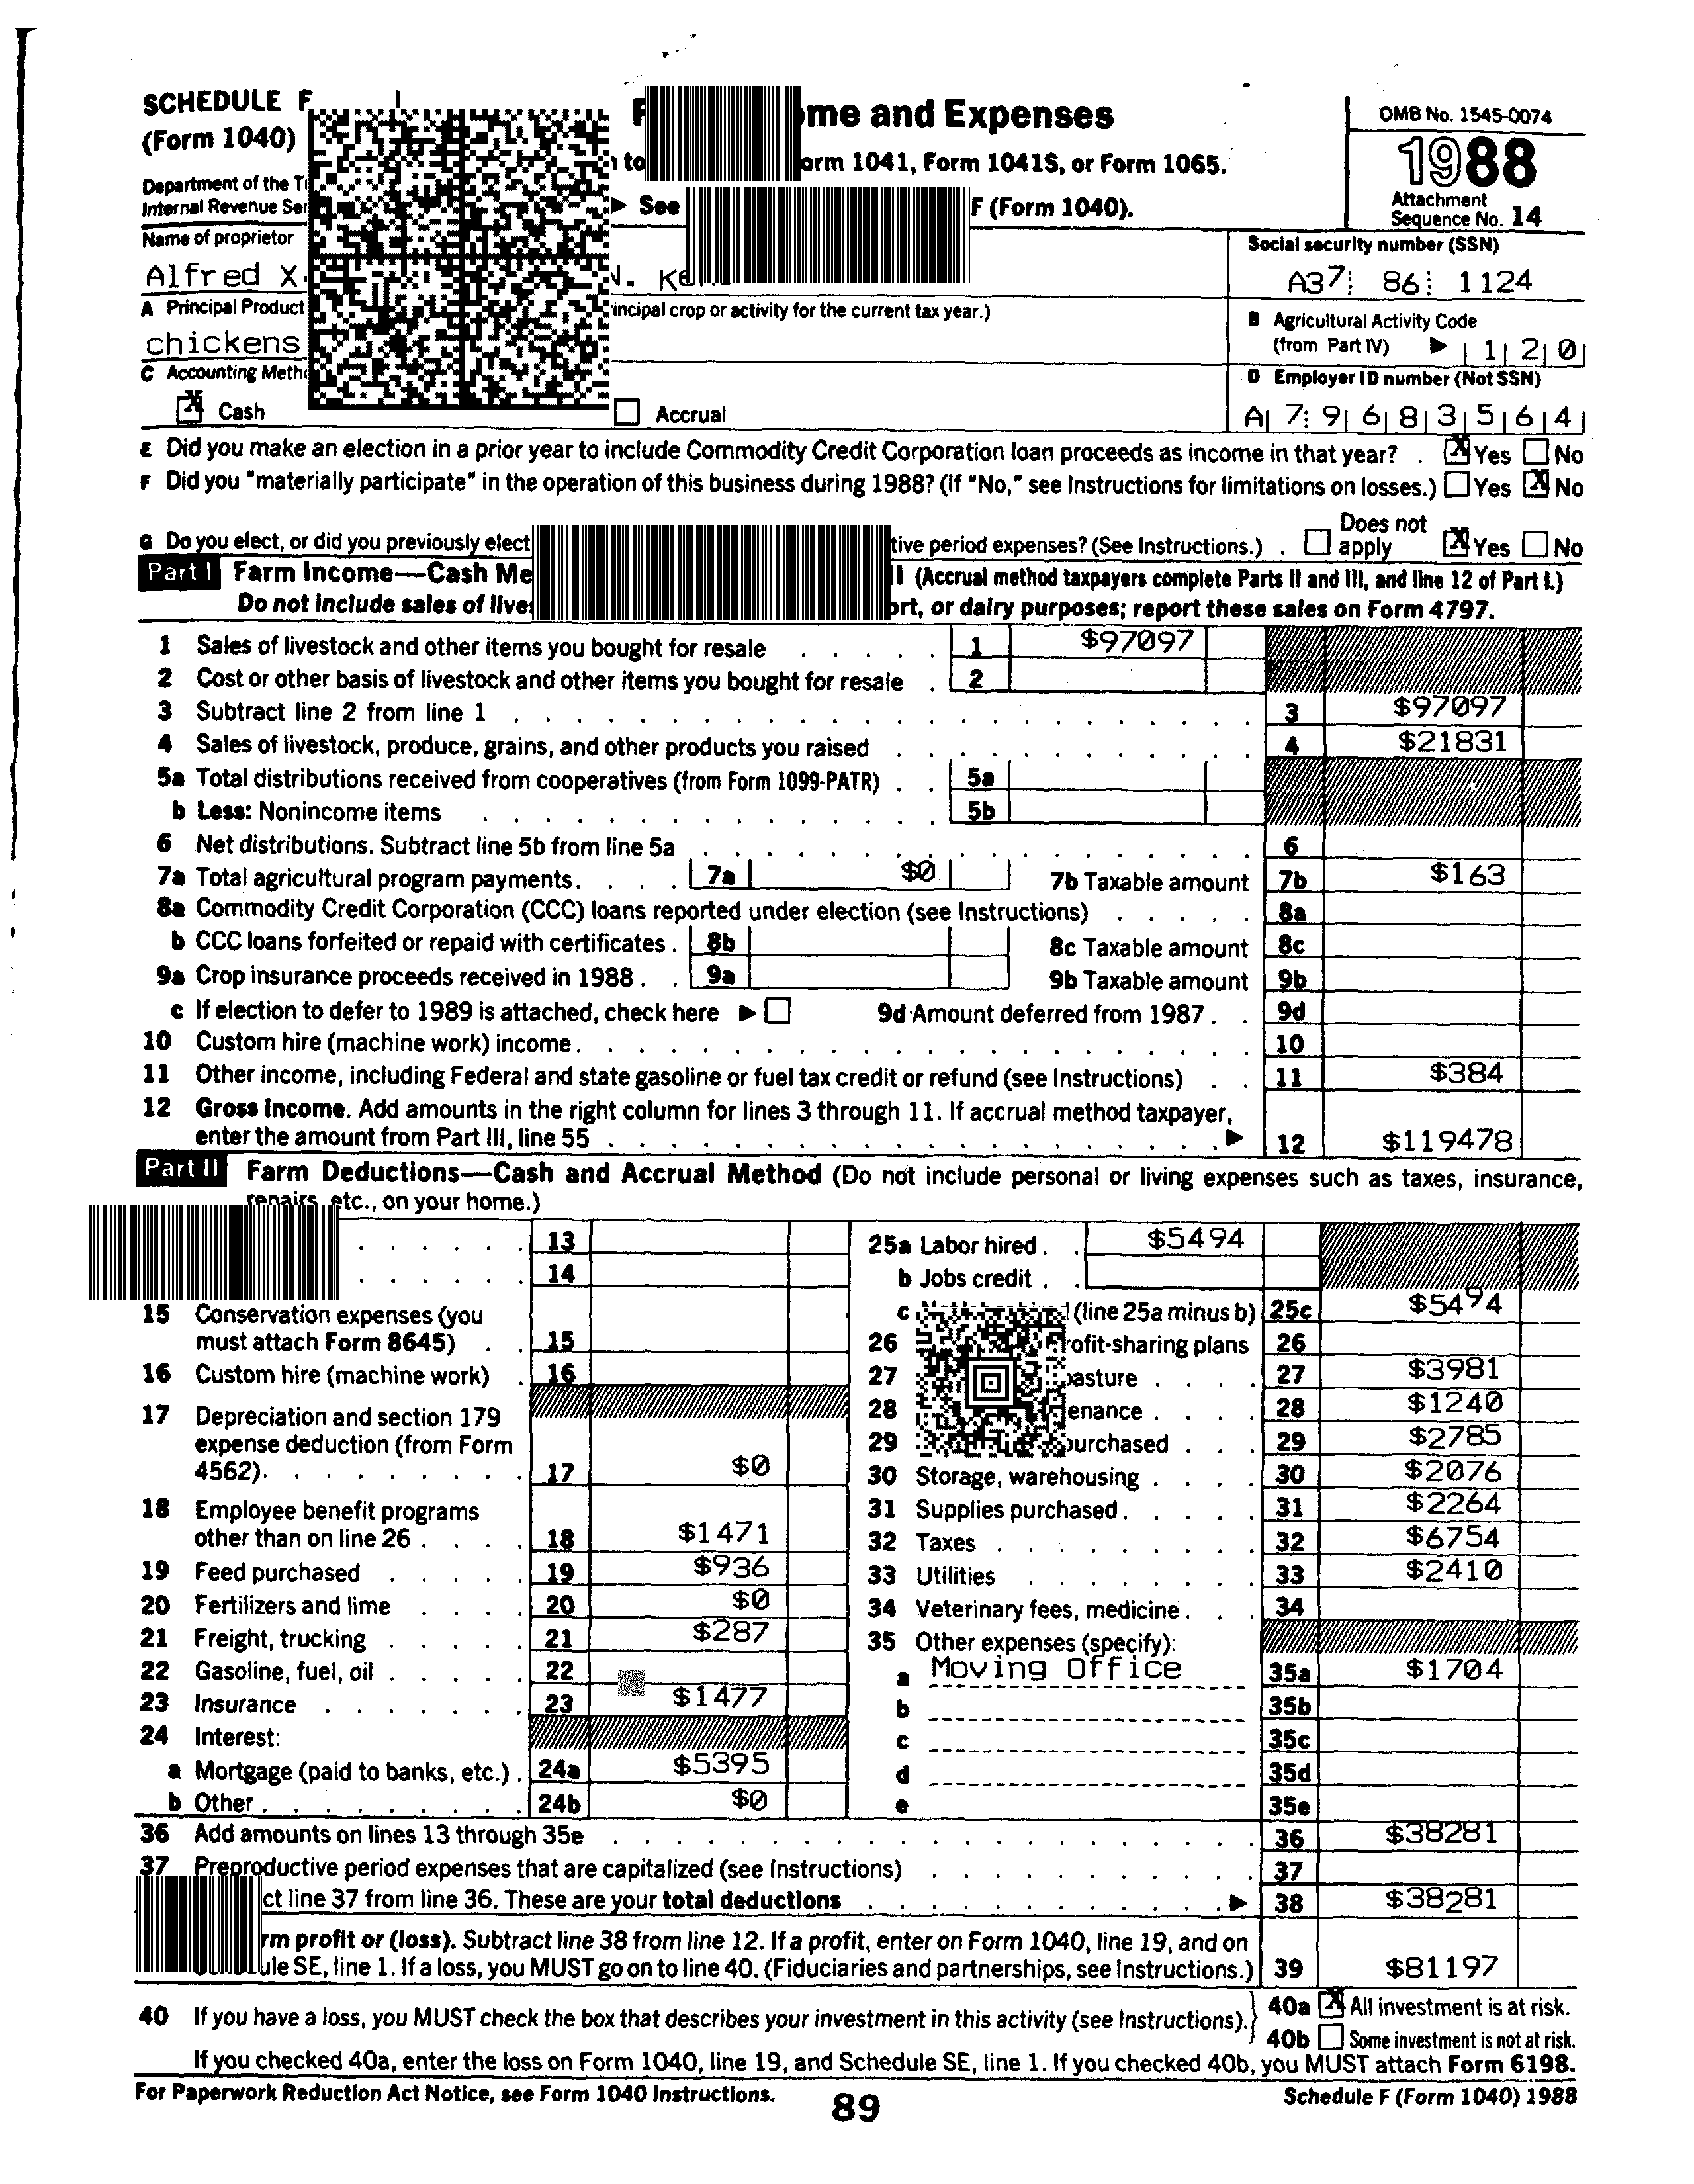 SCHEDULE F
(Form 1040)
me and Expenses
to orm 1041, Form 1041S, or Form 1065.
▶ See F (Form 1040).
Department of the
Internal Revenue
OMB No. 1545-0074
1988
Attachment
Sequence No. 14
Name of proprietor
Alfred X.
N.
Social security number (SSN)
A37 86 1124
A Principal Product
incipal crop or activity for the current tax year.)
chickens
B Agricultural Activity Code
(from Part IV) ▶ 1 2 0
C Accounting
Cash
Accrual
D Employer ID number (Not SSN)
A 7 9 6 8 3 5 6 4
E Did you make an election in a prior year to include Commodity Credit Corporation loan proceeds as income in that year? . X Yes No
F Did you "materially participate" in the operation of this business during 1988? (If "No," see Instructions for limitations on losses.) Yes X No
G Do you elect, or did you previously elect tive period expenses? (See Instructions.) . Does not apply X Yes No
Part I Farm Income—Cash (Accrual method taxpayers complete Parts II and III, and line 12 of Part I.)
Do not include sales of ort, or dairy purposes; report these sales on Form 4797.
1 Sales of livestock and other items you bought for resale 1 $97097
2 Cost or other basis of livestock and other items you bought for resale 2
3 Subtract line 2 from line 1 3 $97097
4 Sales of livestock, produce, grains, and other products you raised 4 $21831
5a Total distributions received from cooperatives (from Form 1099-PATR) 5a
b Less: Nonincome items 5b
6 Net distributions. Subtract line 5b from line 5a 6
7a Total agricultural program payments. 7a $0 7b Taxable amount 7b $163
8a Commodity Credit Corporation (CCC) loans reported under election (see Instructions) 8a
b CCC loans forfeited or repaid with certificates . 8b 8c Taxable amount 8c
9a Crop insurance proceeds received in 1988 . 9a 9b Taxable amount 9b
c If election to defer to 1989 is attached, check here ▶ 9d Amount deferred from 1987 . 9d
10 Custom hire (machine work) income. 10
11 Other income, including Federal and state gasoline or fuel tax credit or refund (see Instructions) 11 $384
12 Gross Income. Add amounts in the right column for lines 3 through 11. If accrual method taxpayer,
enter the amount from Part III, line 55 ▶ 12 $119478
Part II Farm Deductions—Cash and Accrual Method (Do not include personal or living expenses such as taxes, insurance,
repairs, etc., on your home.)
13
14
15 Conservation expenses (you
must attach Form 8645) 15
16 Custom hire (machine work) 16
17 Depreciation and section 179
expense deduction (from Form
4562). 17 $0
18 Employee benefit programs
other than on line 26 18 $1471
19 Feed purchased 19 $936
20 Fertilizers and lime 20 $0
21 Freight, trucking 21 $287
22 Gasoline, fuel, oil 22
23 Insurance 23 $1477
24 Interest:
a Mortgage (paid to banks, etc.) . 24a $5395
b Other 24b $0
25a Labor hired . $5494
b Jobs credit .
c (line 25a minus b) 25c $5494
26 rofit-sharing plans 26
27 pasture 27 $3981
28 enance 28 $1240
29 purchased 29 $2785
30 Storage, warehousing 30 $2076
31 Supplies purchased 31 $2264
32 Taxes 32 $6754
33 Utilities 33 $2410
34 Veterinary fees, medicine 34
35 Other expenses (specify):
a Moving Office 35a $1704
b 35b
c 35c
d 35d
e 35e
36 Add amounts on lines 13 through 35e 36 $38281
37 Preproductive period expenses that are capitalized (see Instructions) 37
ct line 37 from line 36. These are your total deductions ▶ 38 $38281
rm profit or (loss). Subtract line 38 from line 12. If a profit, enter on Form 1040, line 19, and on
ule SE, line 1. If a loss, you MUST go on to line 40. (Fiduciaries and partnerships, see Instructions.) 39 $81197
40 If you have a loss, you MUST check the box that describes your investment in this activity (see Instructions). 40a X All investment is at risk.
40b Some investment is not at risk.
If you checked 40a, enter the loss on Form 1040, line 19, and Schedule SE, line 1. If you checked 40b, you MUST attach Form 6198.
For Paperwork Reduction Act Notice, see Form 1040 Instructions. 89 Schedule F (Form 1040) 1988